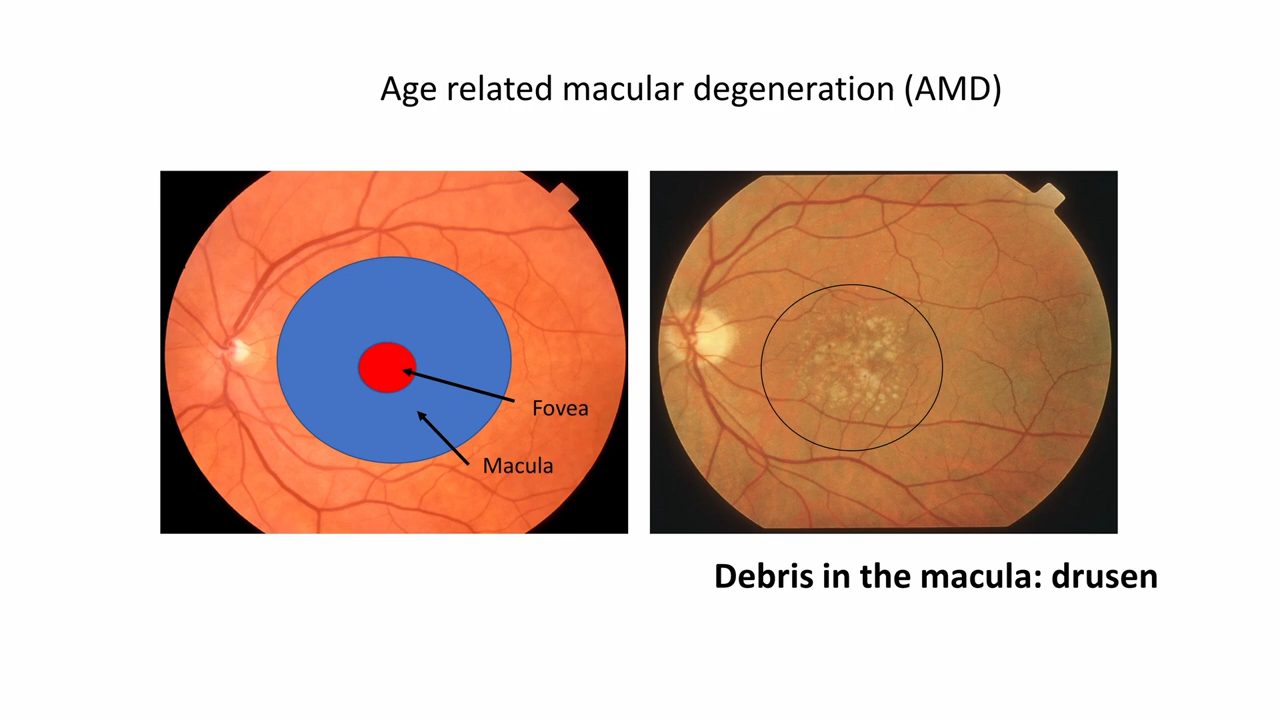 Age related macular degeneration (AMD)
Fovea
Macula
Debris in the macula: drusen